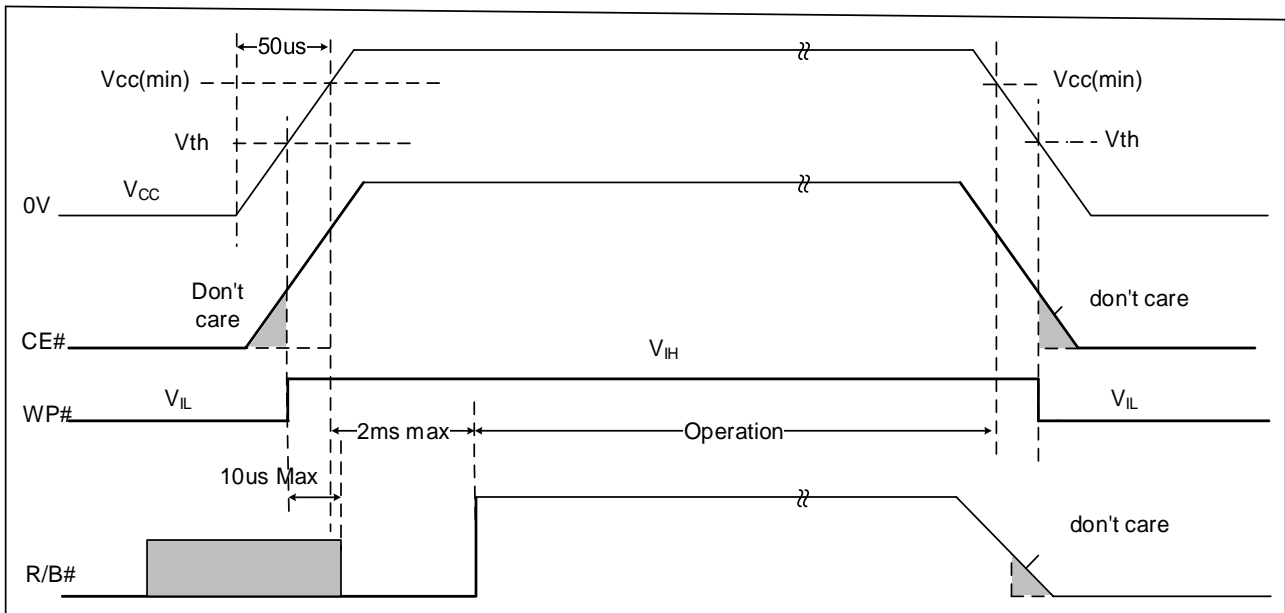 50us
Vcc(min)
Vcc(min)
Vth
Vth
VCC
0V
Don't
care
don't care
CE#
VIH
VIL
VIL
WP#
2ms max
Operation
10us Max
don't care
R/B#